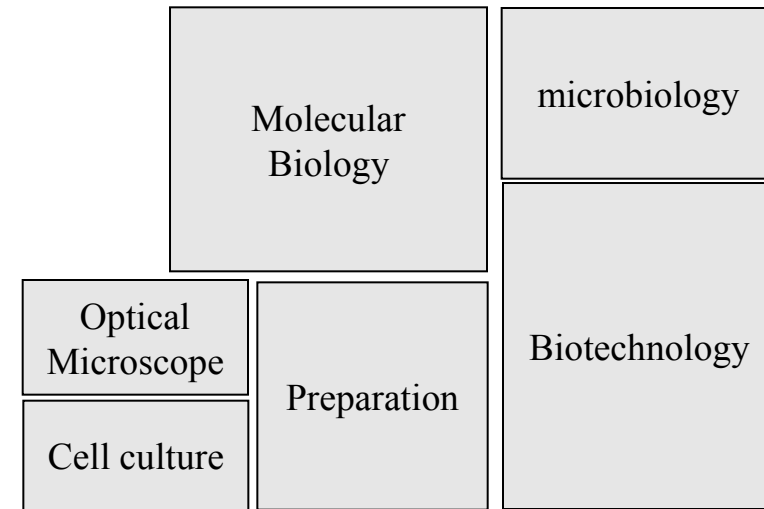 Molecular
Biology
microbiology
Optical
Microscope
Preparation
Biotechnology
Cell culture